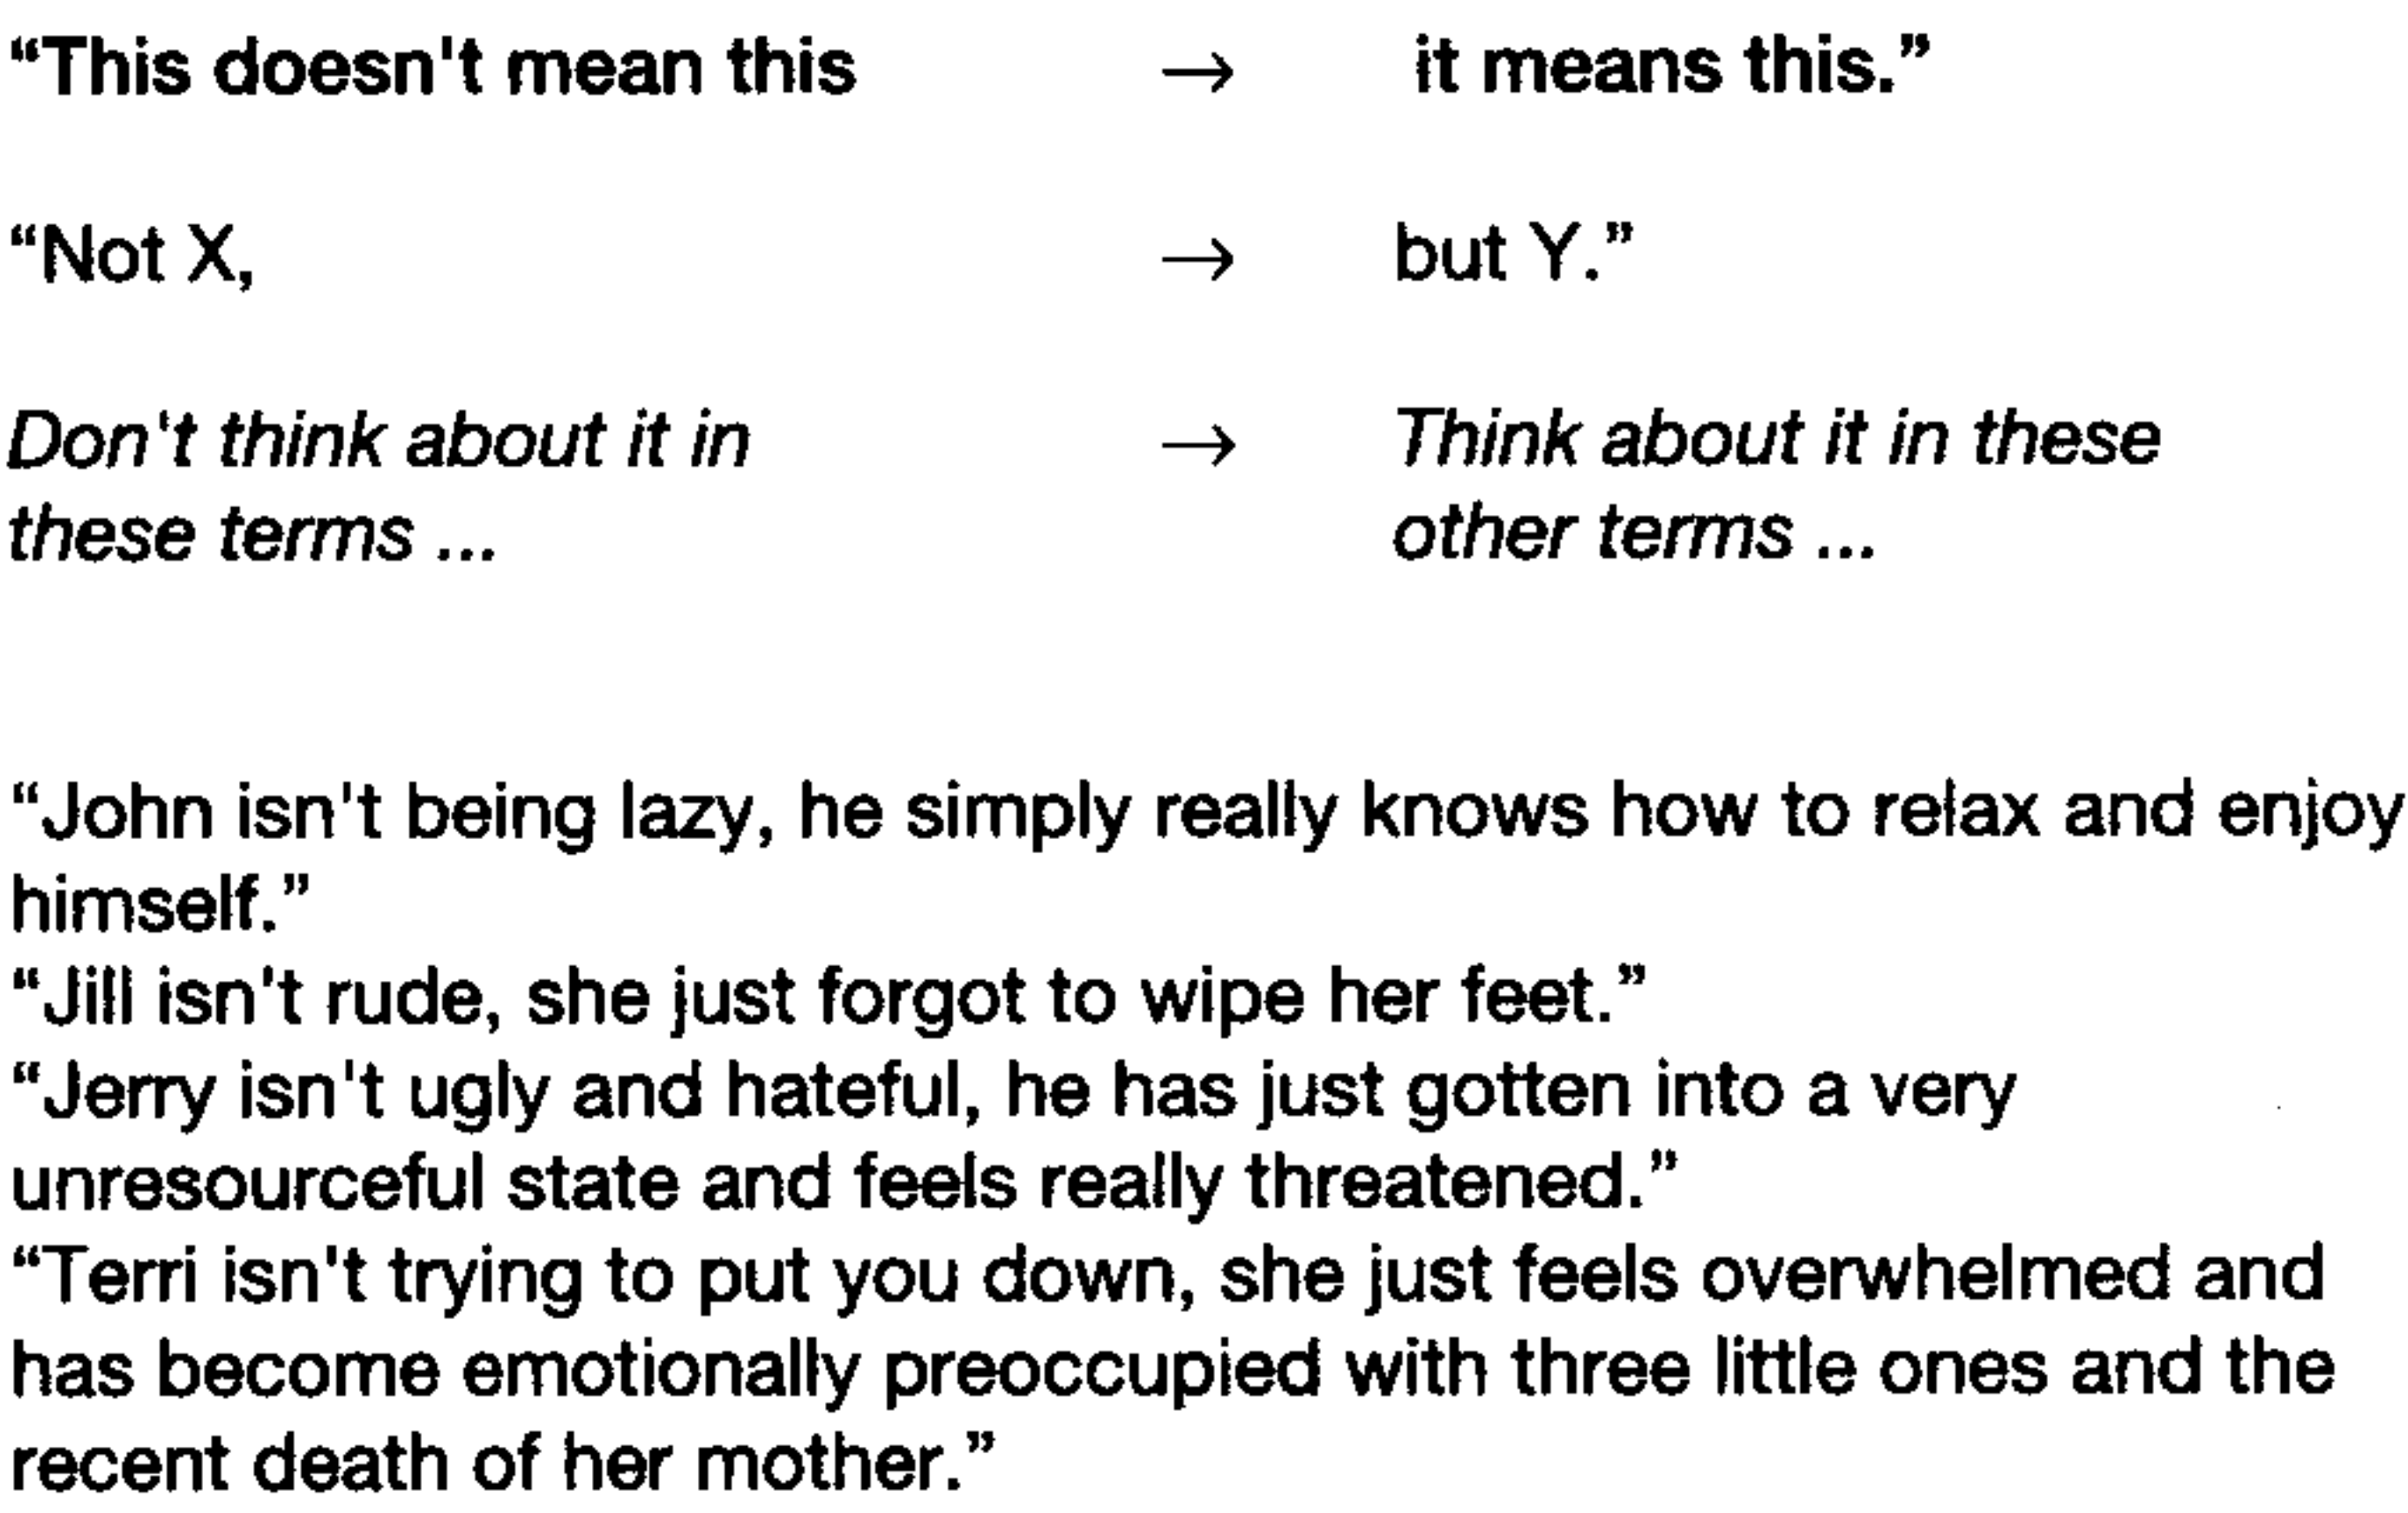 “This doesn't mean this → it means this.”
“Not X, → but Y.”
Don't think about it in → Think about it in these
these terms ... other terms ...
“John isn't being lazy, he simply really knows how to relax and enjoy
himself.”
“Jill isn't rude, she just forgot to wipe her feet.”
“Jerry isn't ugly and hateful, he has just gotten into a very
unresourceful state and feels really threatened.”
“Terri isn't trying to put you down, she just feels overwhelmed and
has become emotionally preoccupied with three little ones and the
recent death of her mother.”